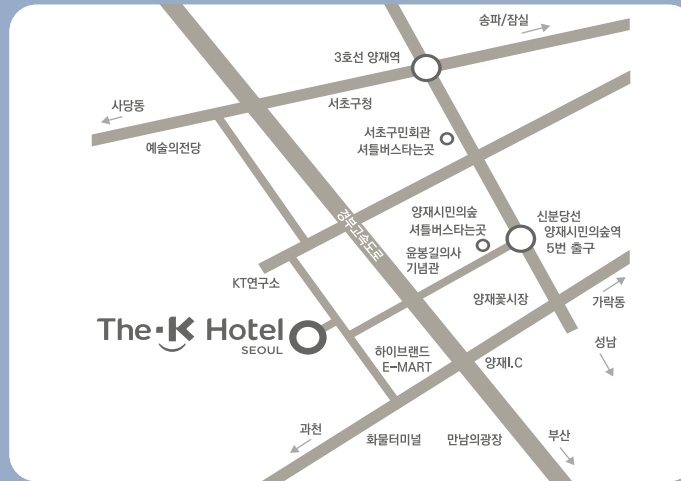 송파/잠실
3호선 양재역
서초구청
사당동
예술의전당
서초구민회관
셔틀버스타는곳
경부고속도로
양재시민의숲
셔틀버스타는곳
윤봉길의사
기념관
신분당선
양재시민의숲역
5번 출구
KT연구소
양재꽃시장
가락동
The K Hotel
SEOUL
하이브랜드
E-MART
양재I.C
성남
과천
화물터미널
만남의광장
부산